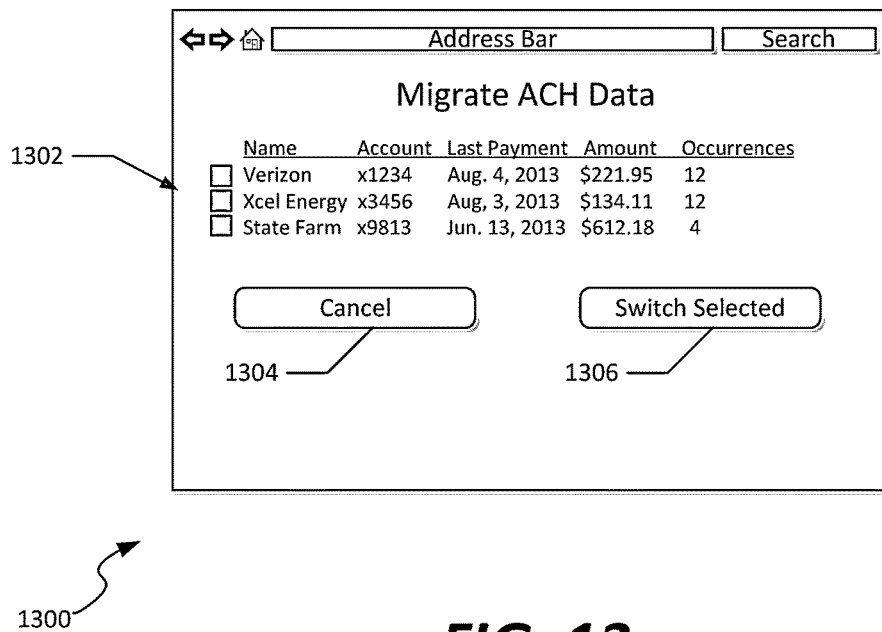 Address Bar Search
Migrate ACH Data
Name Account Last Payment Amount Occurrences
1302
Verizon x1234 Aug. 4, 2013 $221.95 12
Xcel Energy x3456 Aug, 3, 2013 $134.11 12
State Farm x9813 Jun. 13, 2013 $612.18 4
Cancel Switch Selected
1304 1306
1300
FIG. 13